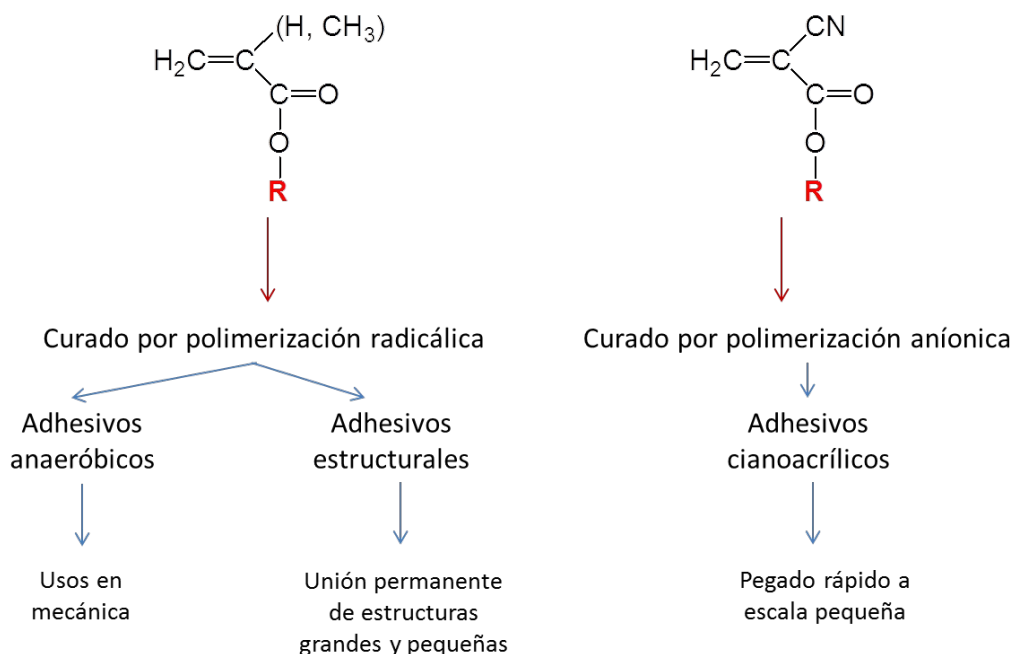 (H, CH3)
H2C=C
C=O
O
R
CN
H2C=C
C=O
O
R
Curado por polimerización radicálica
Curado por polimerización aníonica
Adhesivos
anaeróbicos
Adhesivos
estructurales
Adhesivos
cianoacrílicos
Usos en
mecánica
Unión permanente
de estructuras
grandes y pequeñas
Pegado rápido a
escala pequeña